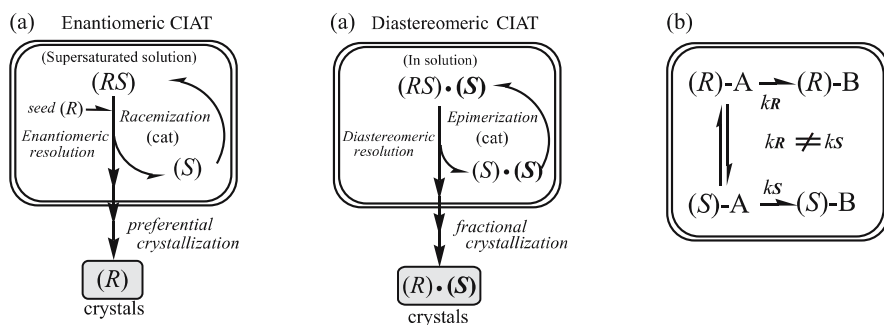 (a) Enantiomeric CIAT
(Supersaturated solution)
(RS)
seed (R)
Racemization
Enantiomeric
resolution
(cat)
(S)
preferential
crystallization
(R)
crystals
(a) Diastereomeric CIAT
(In solution)
(RS)•(S)
Epimerization
Diastereomeric
resolution
(cat)
(S)•(S)
fractional
crystallization
(R)•(S)
crystals
(b)
(R)-A (R)-B
kR
kR ≠ kS
kS
(S)-A (S)-B